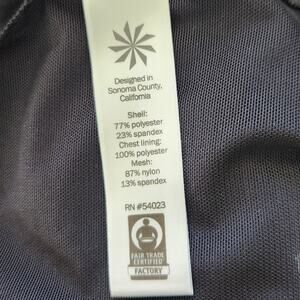 Designed in
Sonoma County,
California
Shell:
77% polyester
23% spandex
Chest lining:
100% polyester
Mesh:
87% nylon
13% spandex
RN #54023
FAIR TRADE
CERTIFIED
FACTORY